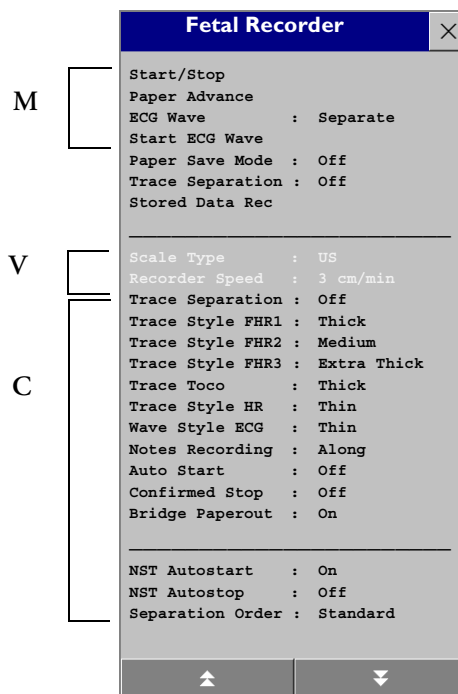 Fetal Recorder
M
Start/Stop
Paper Advance
ECG Wave : Separate
Start ECG Wave
Paper Save Mode : Off
Trace Separation : Off
Stored Data Rec
V
Scale Type : US
Recorder Speed : 3 cm/min
C
Trace Separation : Off
Trace Style FHR1 : Thick
Trace Style FHR2 : Medium
Trace Style FHR3 : Extra Thick
Trace Toco : Thick
Trace Style HR : Thin
Wave Style ECG : Thin
Notes Recording : Along
Auto Start : Off
Confirmed Stop : Off
Bridge Paperout : On
NST Autostart : On
NST Autostop : Off
Separation Order : Standard